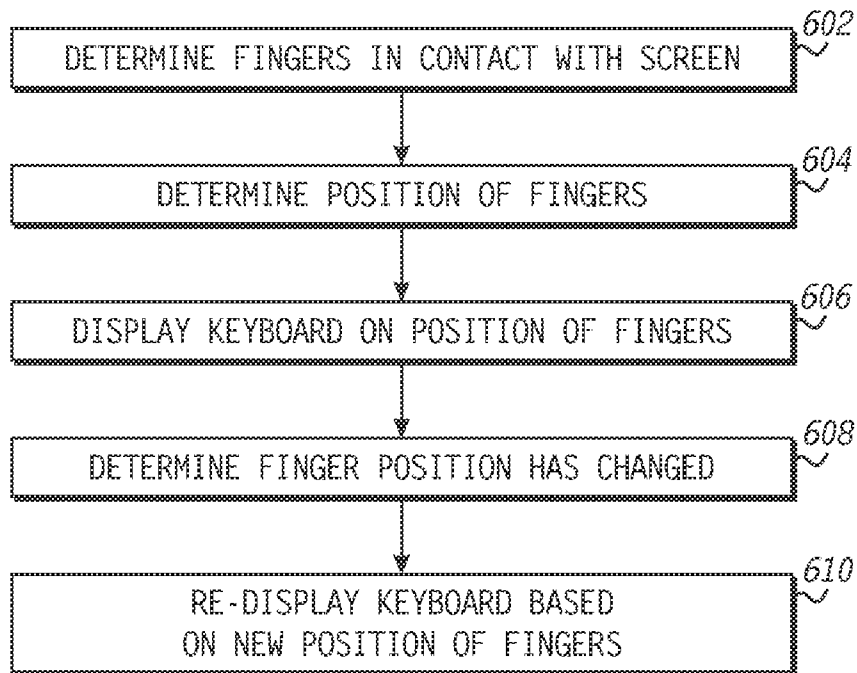 602
DETERMINE FINGERS IN CONTACT WITH SCREEN
604
DETERMINE POSITION OF FINGERS
606
DISPLAY KEYBOARD ON POSITION OF FINGERS
608
DETERMINE FINGER POSITION HAS CHANGED
610
RE-DISPLAY KEYBOARD BASED
ON NEW POSITION OF FINGERS